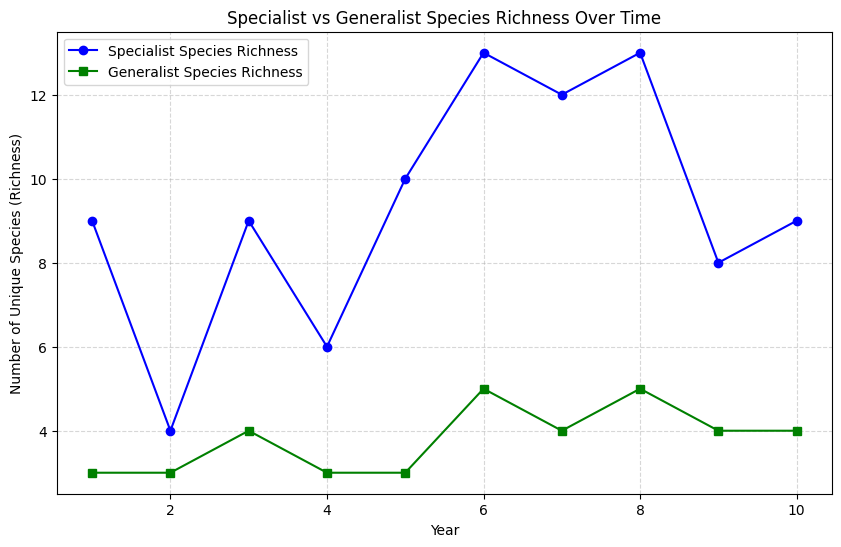 Specialist vs Generalist Species Richness Over Time
Specialist Species Richness
Generalist Species Richness
Number of Unique Species (Richness)
12
10
8
6
4
2
4
6
8
10
Year